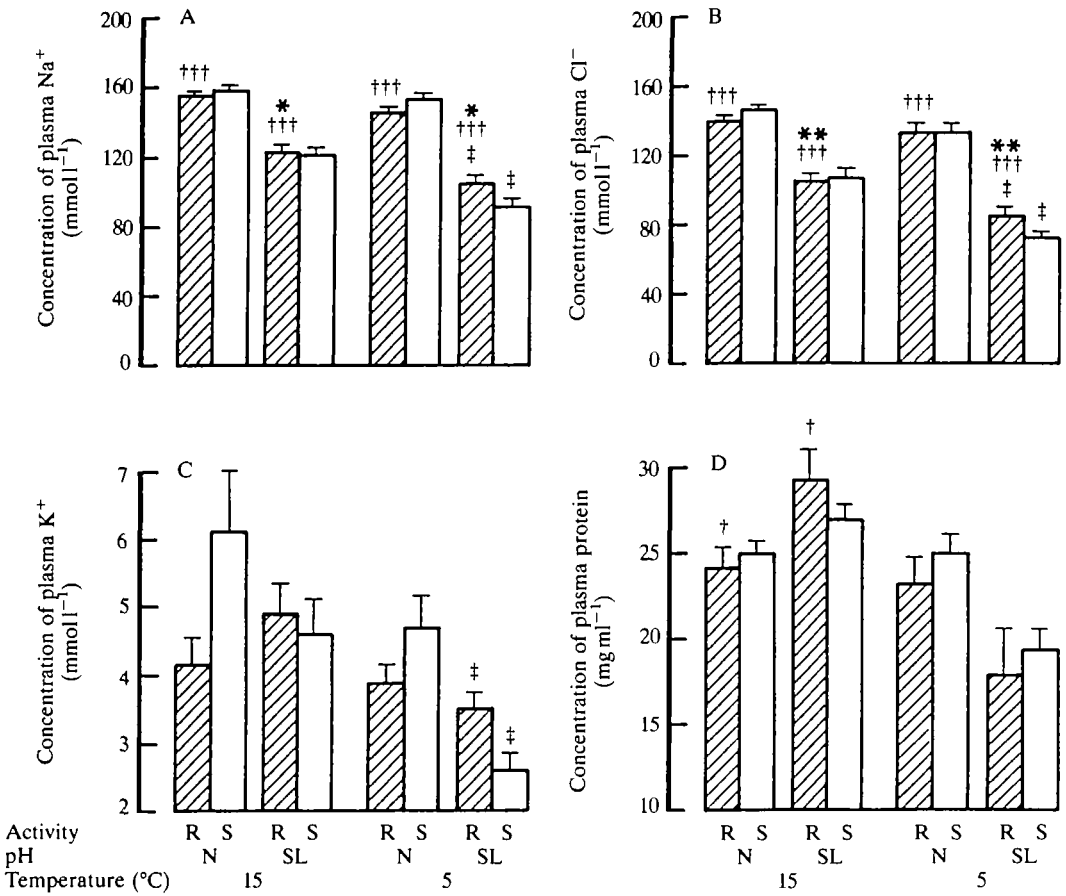 A
Concentration of plasma Na⁺
(mmol l⁻¹)
200
160
120
80
40
0
†††
*
†††
†††
*
†††
‡
‡
B
Concentration of plasma Cl⁻
(mmol l⁻¹)
200
160
120
80
40
0
†††
**
†††
†††
**
†††
‡
‡
C
Concentration of plasma K⁺
(mmol l⁻¹)
7
6
5
4
3
2
‡
‡
D
Concentration of plasma protein
(mg ml⁻¹)
30
25
20
15
10
†
†
Activity R S R S R S R S R S R S R S R S
pH N SL N SL N SL N SL
Temperature (°C) 15 5 15 5